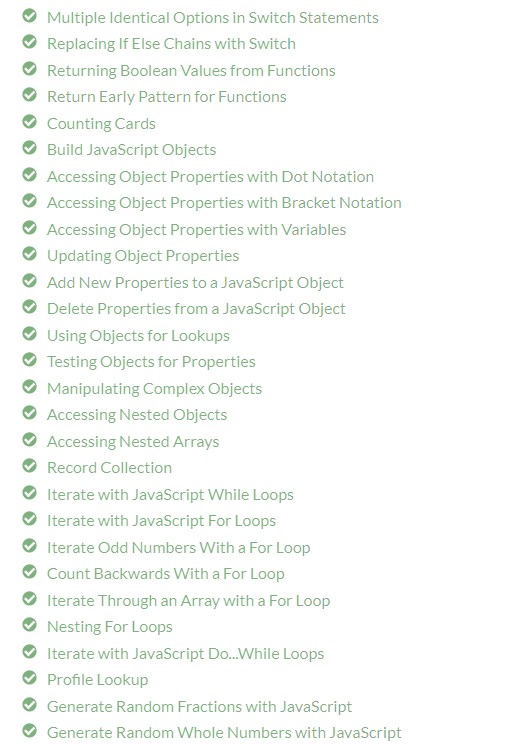 Multiple Identical Options in Switch Statements
Replacing If Else Chains with Switch
Returning Boolean Values from Functions
Return Early Pattern for Functions
Counting Cards
Build JavaScript Objects
Accessing Object Properties with Dot Notation
Accessing Object Properties with Bracket Notation
Accessing Object Properties with Variables
Updating Object Properties
Add New Properties to a JavaScript Object
Delete Properties from a JavaScript Object
Using Objects for Lookups
Testing Objects for Properties
Manipulating Complex Objects
Accessing Nested Objects
Accessing Nested Arrays
Record Collection
Iterate with JavaScript While Loops
Iterate with JavaScript For Loops
Iterate Odd Numbers With a For Loop
Count Backwards With a For Loop
Iterate Through an Array with a For Loop
Nesting For Loops
Iterate with JavaScript Do...While Loops
Profile Lookup
Generate Random Fractions with JavaScript
Generate Random Whole Numbers with JavaScript